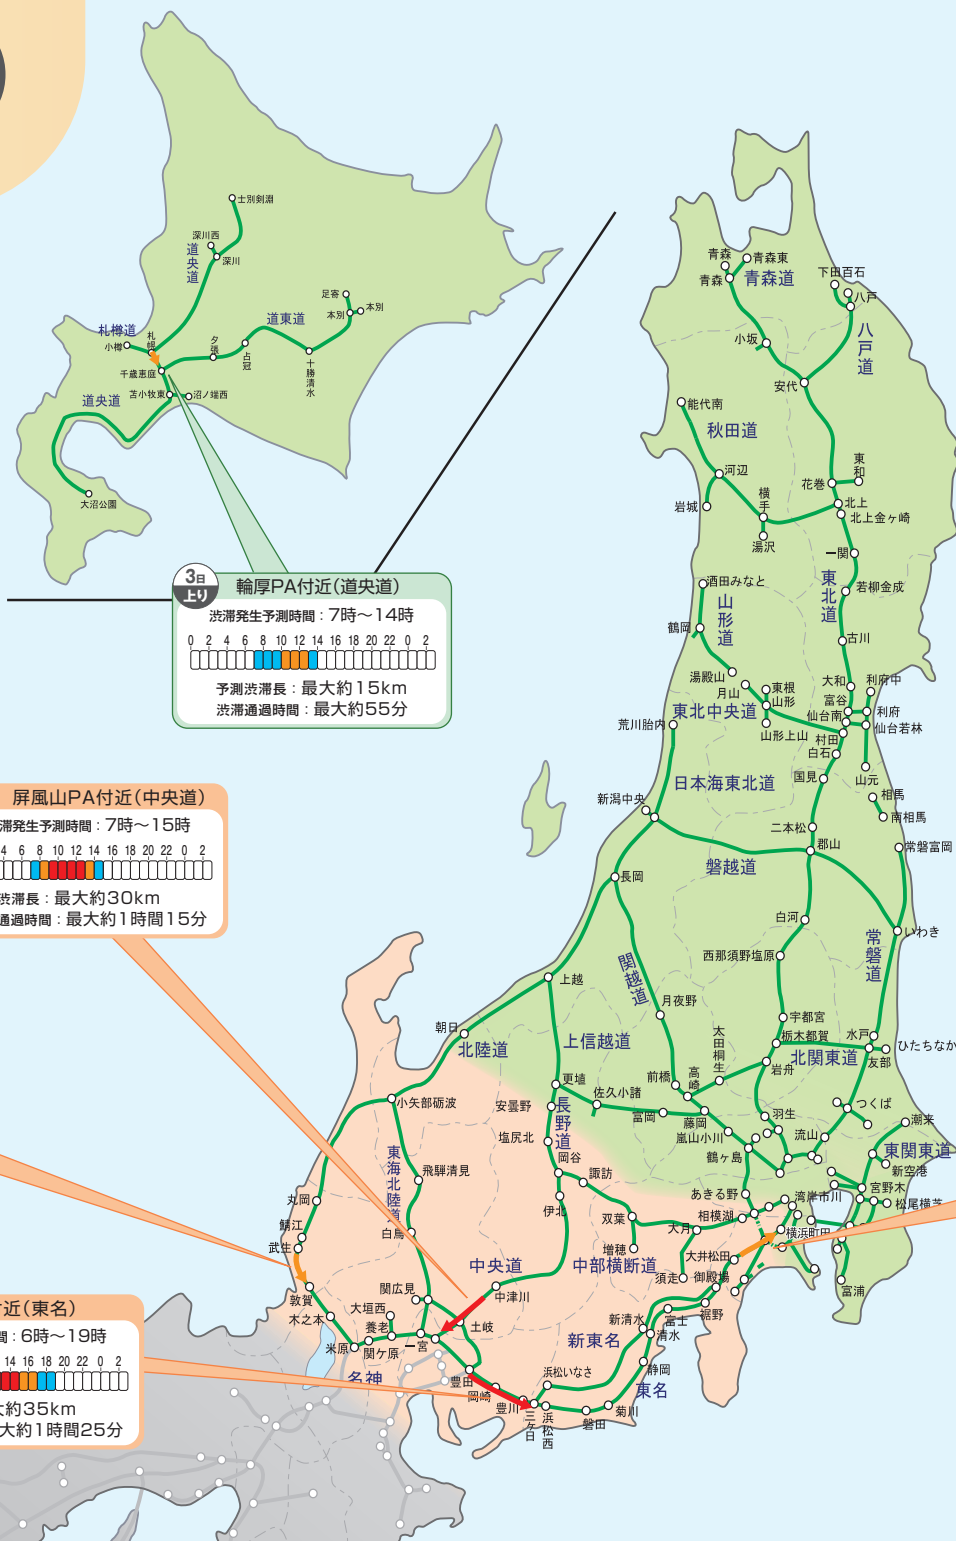 士別剣淵
深川西
深川
道央道
足寄
本別
本別
道東道
札樽道
小樽
札幌
夕張
占冠
十勝清水
千歳恵庭
苫小牧東
沼ノ端西
道央道
大沼公園
3日
上り
輪厚PA付近（道央道）
渋滞発生予測時間：7時〜14時
0 2 4 6 8 10 12 14 16 18 20 22 0 2
予測渋滞長：最大約15km
渋滞通過時間：最大約55分
屏風山PA付近（中央道）
滞発生予測時間：7時〜15時
4 6 8 10 12 14 16 18 20 22 0 2
渋滞長：最大約30km
通過時間：最大約1時間15分
近（東名）
間：6時〜19時
14 16 18 20 22 0 2
大約35km
大約1時間25分
青森
青森東
青森
青森道
下田百石
八戸
八戸道
小坂
安代
能代南
秋田道
河辺
岩城
横手
湯沢
東和
花巻
北上
北上金ヶ崎
一関
東北道
若柳金成
酒田みなと
山形道
鶴岡
古川
湯殿山
月山
東根
山形
大和
利府中
富谷
利府
東北中央道
仙台南
仙台若林
荒川胎内
山形上山
村田
白石
国見
山元
日本海東北道
相馬
新潟中央
南相馬
二本松
郡山
常磐富岡
磐越道
長岡
白河
いわき
常磐道
西那須野塩原
関越道
上越
月夜野
宇都宮
朝日
上信越道
太田桐生
栃木都賀
水戸
ひたちなか
北陸道
北関東道
友部
岩舟
更埴
前橋
高崎
佐久小諸
小矢部砺波
安曇野
長野道
富岡
藤岡
羽生
つくば
潮来
塩尻北
嵐山小川
流山
東関東道
岡谷
鶴ヶ島
新空港
東海北陸道
飛騨清見
諏訪
あきる野
宮野木
丸岡
伊北
双葉
相模湖
湾岸市川
松尾横芝
鯖江
白鳥
大月
横浜町田
武生
増穂
大井松田
中央道
中部横断道
須走
御殿場
敦賀
関広見
中津川
富浦
木之本
大垣西
養老
土岐
新清水
富士
裾野
米原
関ケ原
一宮
新東名
清水
静岡
名神
豊田
浜松いなさ
東名
岡崎
豊川
三ケ日
浜松西
磐田
菊川